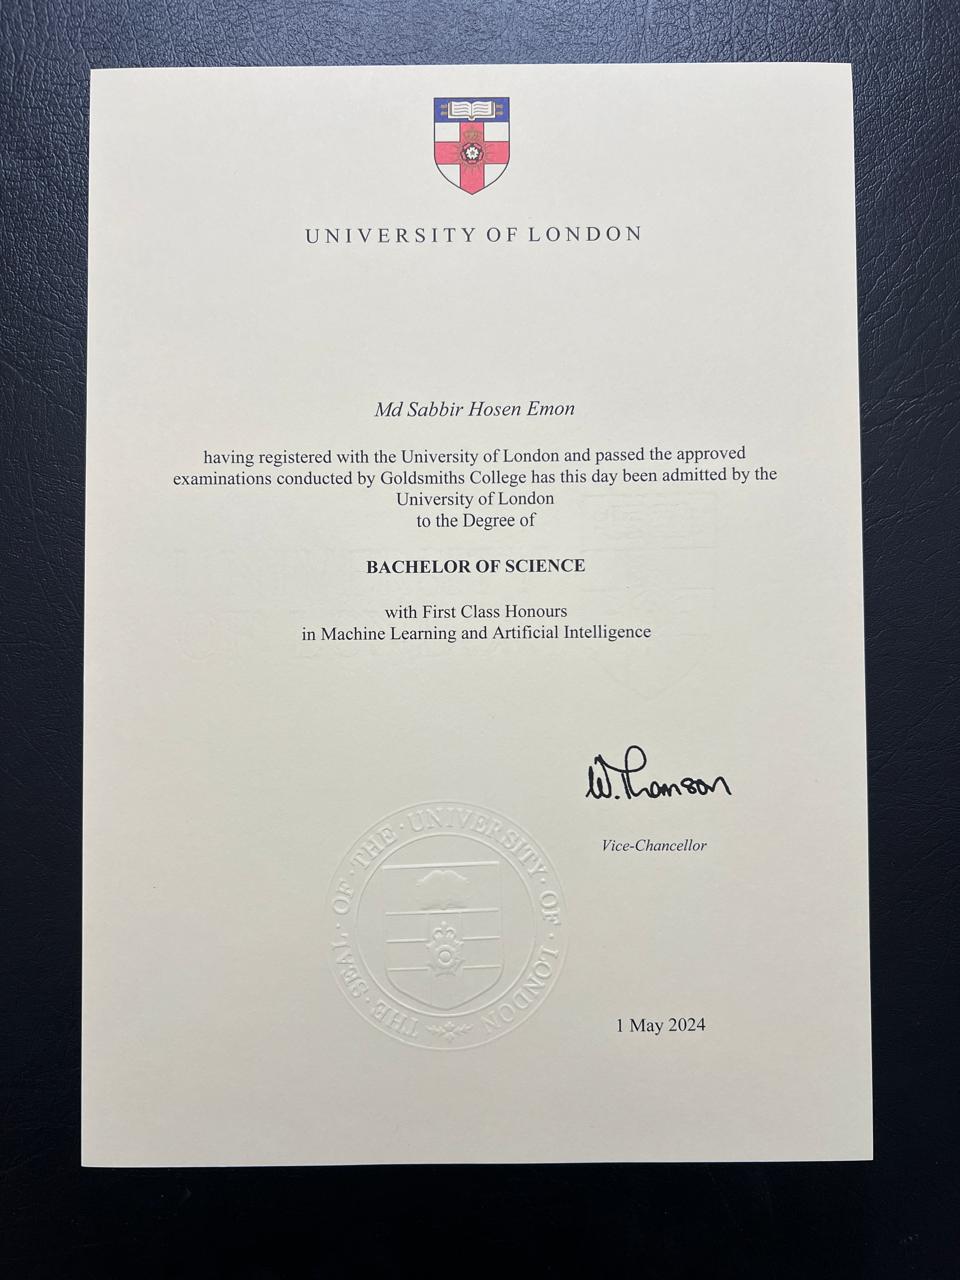 UNIVERSITY OF LONDON
Md Sabbir Hosen Emon
having registered with the University of London and passed the approved
examinations conducted by Goldsmiths College has this day been admitted by the
University of London
to the Degree of
BACHELOR OF SCIENCE
with First Class Honours
in Machine Learning and Artificial Intelligence
W. Thomson
Vice-Chancellor
THE · SEAL · OF · THE · UNIVERSITY · OF · LONDON
1 May 2024